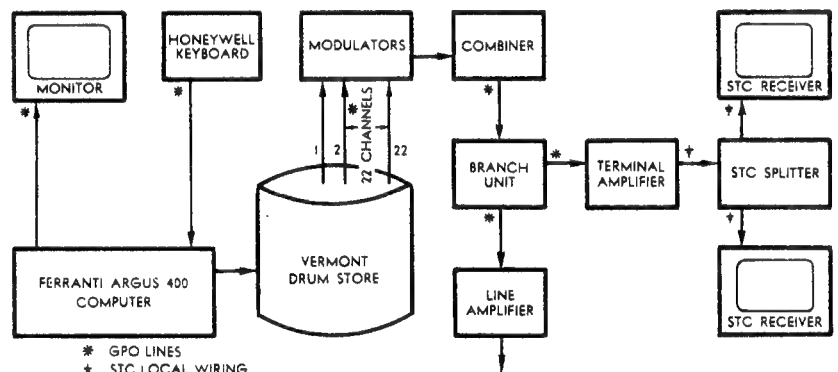 MONITOR
HONEYWELL
KEYBOARD
MODULATORS
COMBINER
STC RECEIVER
*
*
*
*
†
1
2
22 CHANNELS
22
BRANCH
UNIT
*
TERMINAL
AMPLIFIER
†
STC SPLITTER
*
†
FERRANTI ARGUS 400
COMPUTER
VERMONT
DRUM STORE
LINE
AMPLIFIER
STC RECEIVER
* GPO LINES
† STC LOCAL WIRING